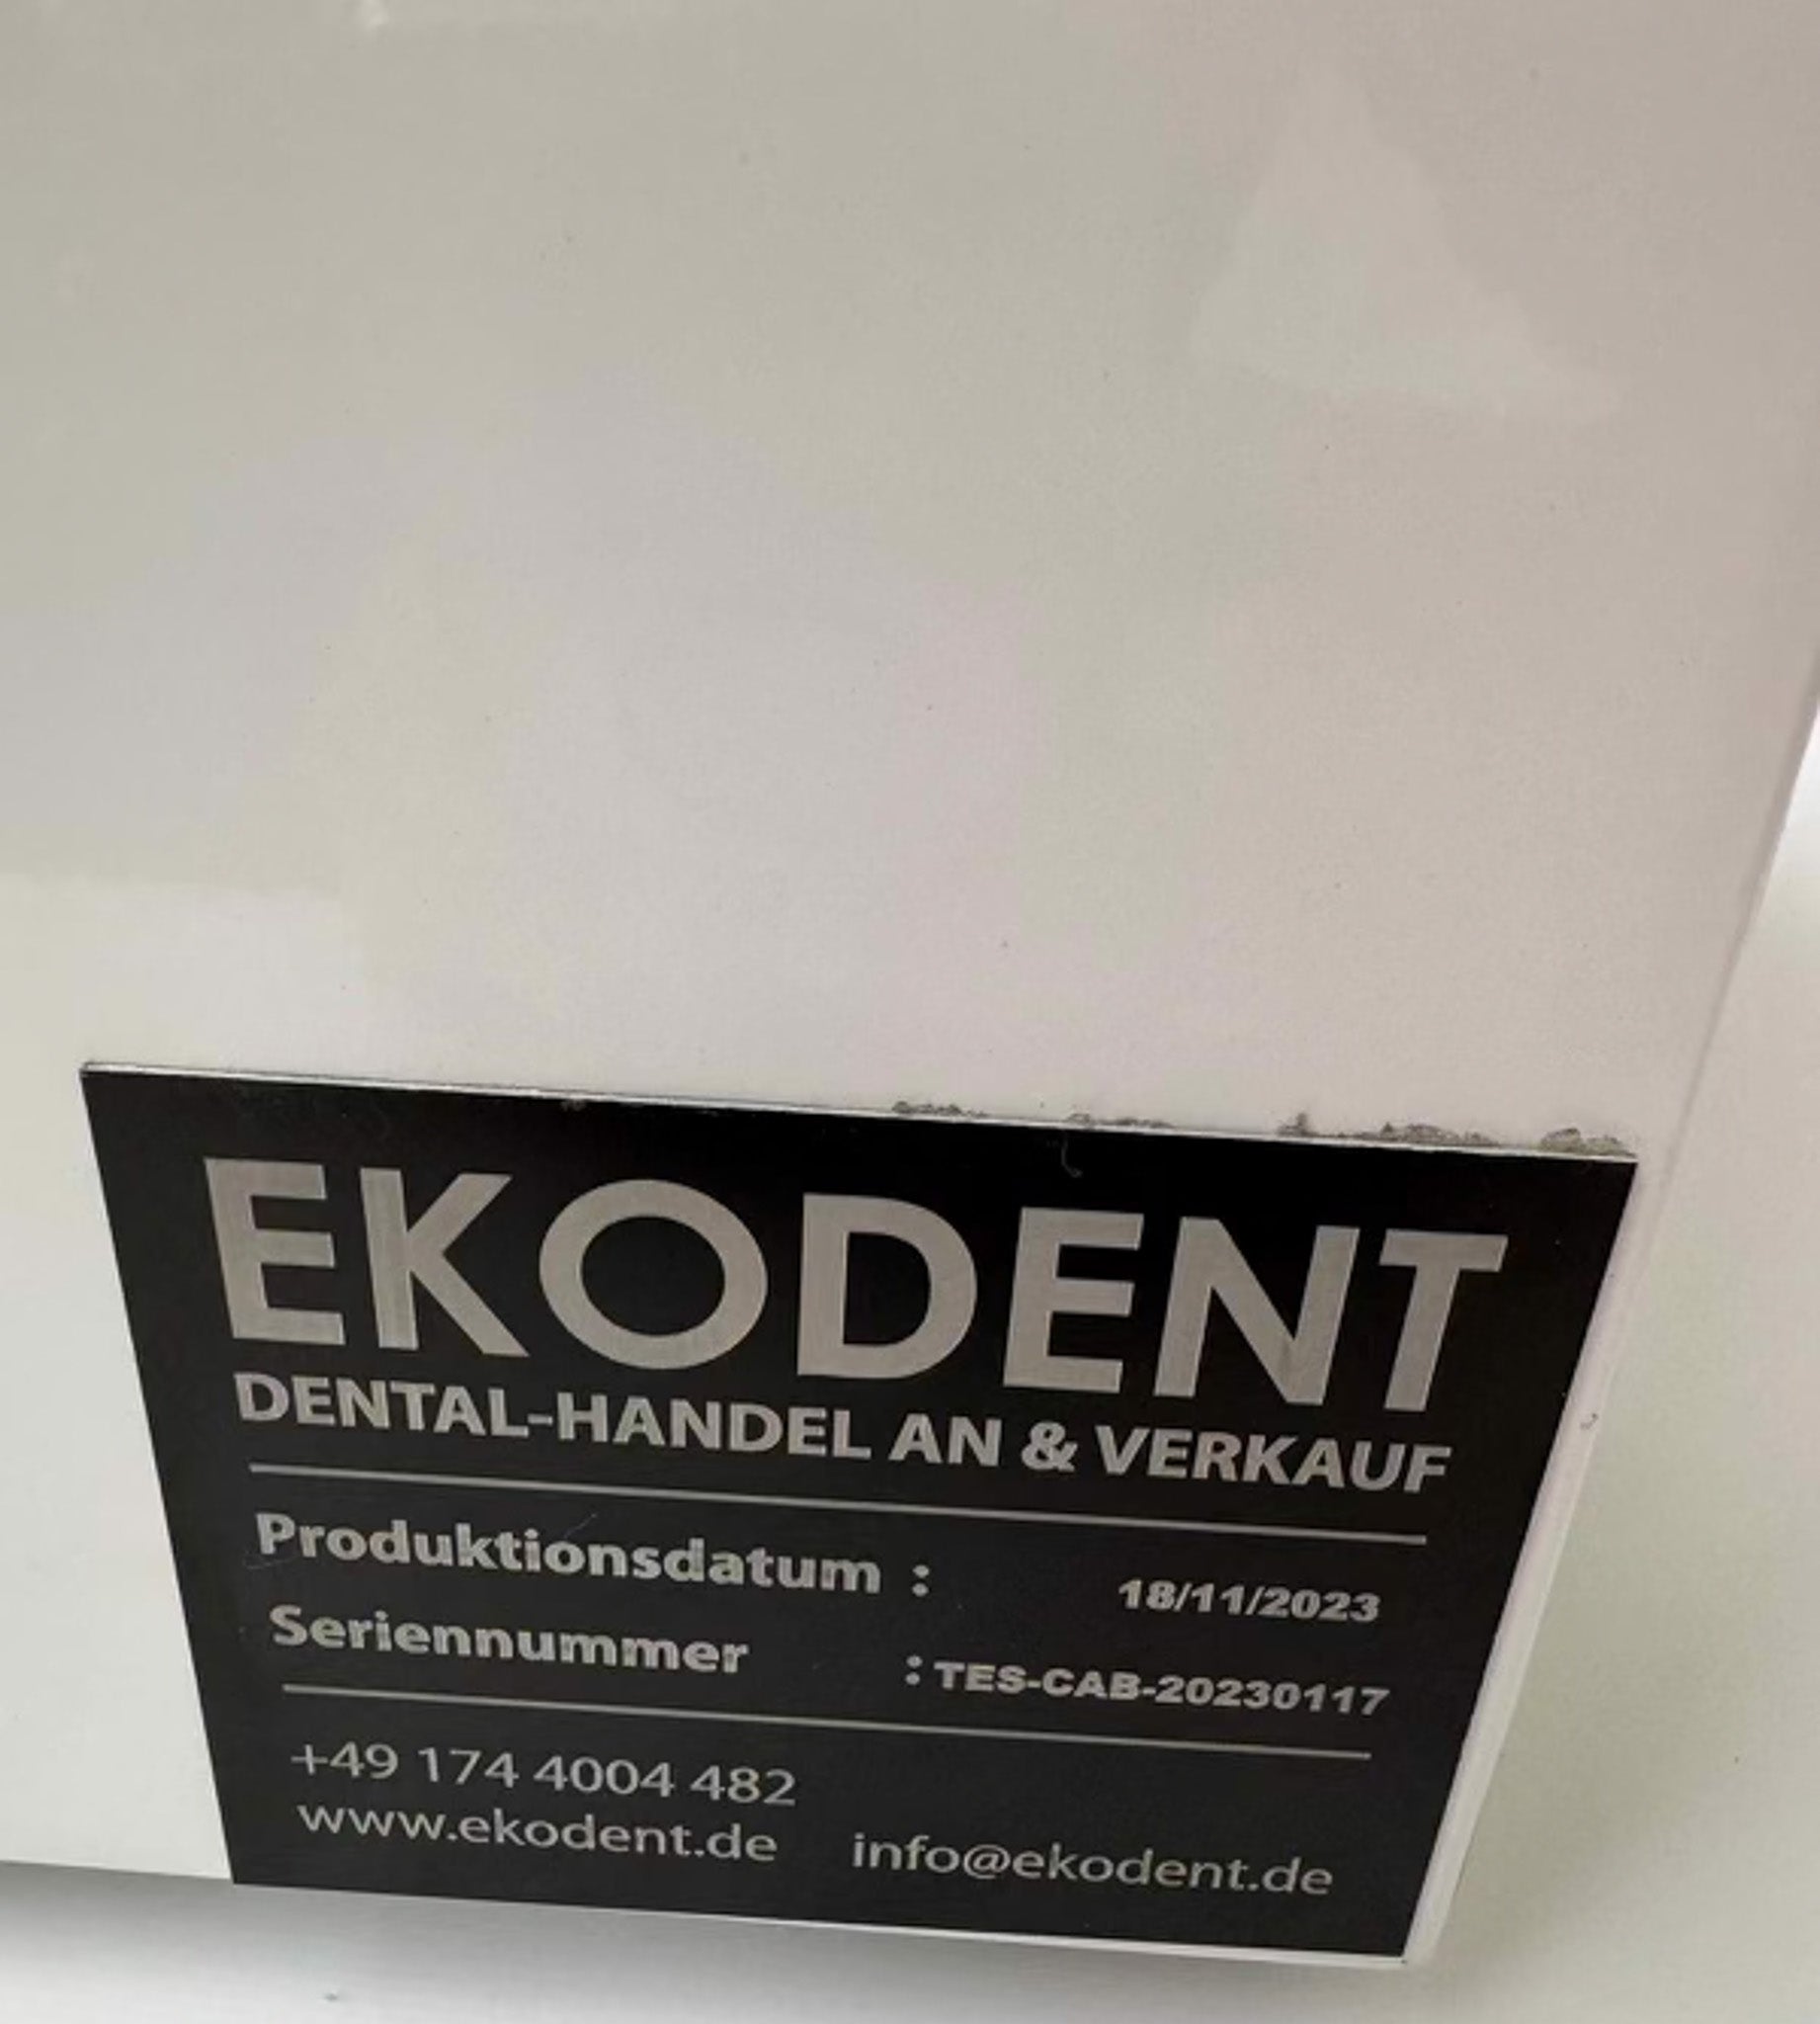 EKODENT
DENTAL-HANDEL AN & VERKAUF
Produktionsdatum : 18/11/2023
Seriennummer : TES-CAB-20230117
+49 174 4004 482
www.ekodent.de info@ekodent.de